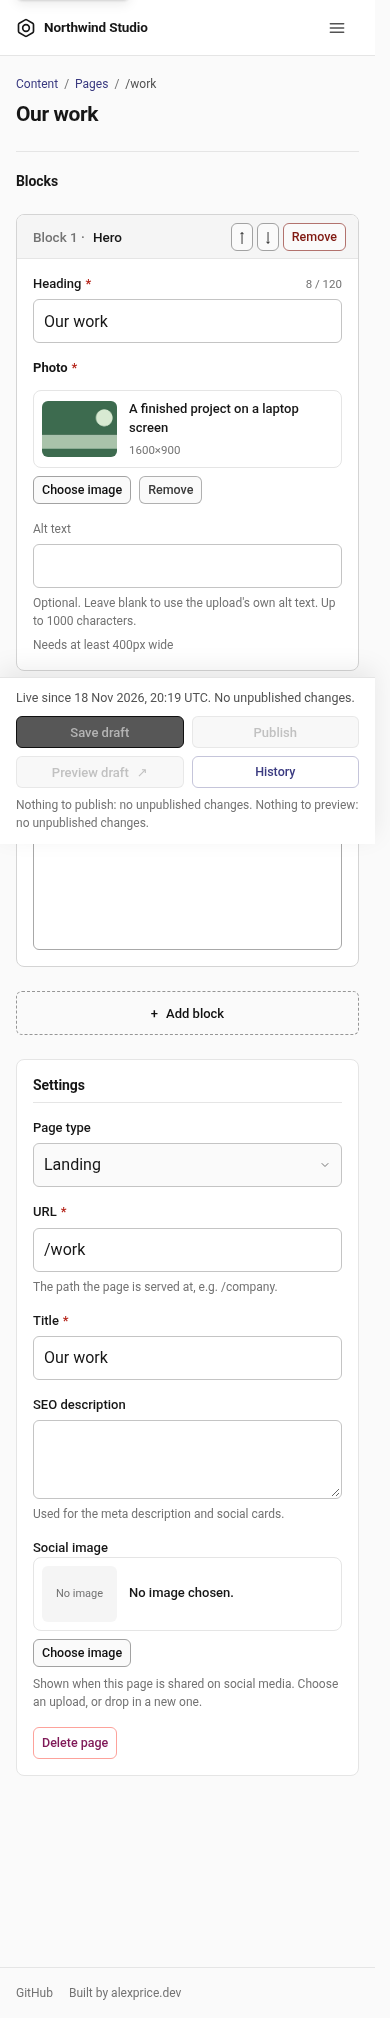 Northwind Studio
Content / Pages / /work
Our work
Blocks
Block 1 · Hero
↑ ↓ Remove
Heading * 8 / 120
Our work
Photo *
A finished project on a laptop
screen
1600×900
Choose image Remove
Alt text
Optional. Leave blank to use the upload's own alt text. Up
to 1000 characters.
Needs at least 400px wide
Live since 18 Nov 2026, 20:19 UTC. No unpublished changes.
Save draft Publish
Preview draft ↗ History
Nothing to publish: no unpublished changes. Nothing to preview:
no unpublished changes.
+ Add block
Settings
Page type
Landing
URL *
/work
The path the page is served at, e.g. /company.
Title *
Our work
SEO description
Used for the meta description and social cards.
Social image
No image No image chosen.
Choose image
Shown when this page is shared on social media. Choose
an upload, or drop in a new one.
Delete page
GitHub Built by alexprice.dev